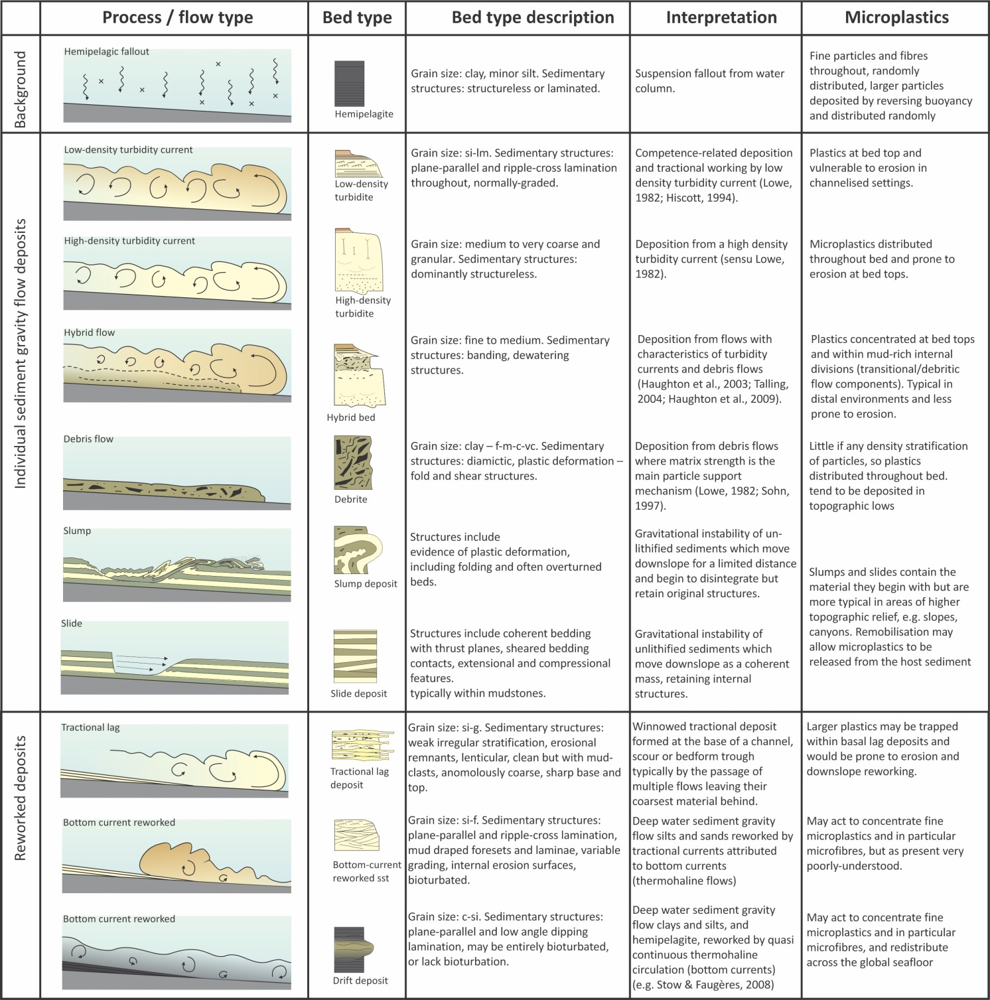 Process / flow type
Bed type
Bed type description
Interpretation
Microplastics
Background
Hemipelagic fallout
Hemipelagite
Grain size: clay, minor silt. Sedimentary
structures: structureless or laminated.
Suspension fallout from water
column.
Fine particles and fibres
throughout, randomly
distributed, larger particles
deposited by reversing buoyancy
and distributed randomly
Individual sediment gravity flow deposits
Low-density turbidity current
Low-density
turbidite
Grain size: si-lm. Sedimentary structures:
plane-parallel and ripple-cross lamination
throughout, normally-graded.
Competence-related deposition
and tractional working by low
density turbidity current (Lowe,
1982; Hiscott, 1994).
Plastics at bed top and
vulnerable to erosion in
channelised settings.
High-density turbidity current
High-density
turbidite
Grain size: medium to very coarse and
granular. Sedimentary structures:
dominantly structureless.
Deposition from a high density
turbidity current (sensu Lowe,
1982).
Microplastics distributed
throughout bed and prone to
erosion at bed tops.
Hybrid flow
Hybrid bed
Grain size: fine to medium. Sedimentary
structures: banding, dewatering
structures.
Deposition from flows with
characteristics of turbidity
currents and debris flows
(Haughton et al., 2003; Talling,
2004; Haughton et al., 2009).
Plastics concentrated at bed tops
and within mud-rich internal
divisions (transitional/debritic
flow components). Typical in
distal environments and less
prone to erosion.
Debris flow
Debrite
Grain size: clay – f-m-c-vc. Sedimentary
structures: diamictic, plastic deformation –
fold and shear structures.
Deposition from debris flows
where matrix strength is the
main particle support
mechanism (Lowe, 1982; Sohn,
1997).
Little if any density stratification
of particles, so plastics
distributed throughout bed.
tend to be deposited in
topographic lows
Slump
Slump deposit
Structures include
evidence of plastic deformation,
including folding and often overturned
beds.
Gravitational instability of un-
lithified sediments which move
downslope for a limited distance
and begin to disintegrate but
retain original structures.
Slumps and slides contain the
material they begin with but are
more typical in areas of higher
topographic relief, e.g. slopes,
canyons. Remobilisation may
allow microplastics to be
released from the host sediment
Slide
Slide deposit
Structures include coherent bedding
with thrust planes, sheared bedding
contacts, extensional and compressional
features.
typically within mudstones.
Gravitational instability of
unlithified sediments which
move downslope as a coherent
mass, retaining internal
structures.
Reworked deposits
Tractional lag
Tractional lag
deposit
Grain size: si-g. Sedimentary structures:
weak irregular stratification, erosional
remnants, lenticular, clean but with mud-
clasts, anomolously coarse, sharp base and
top.
Winnowed tractional deposit
formed at the base of a channel,
scour or bedform trough
typically by the passage of
multiple flows leaving their
coarsest material behind.
Larger plastics may be trapped
within basal lag deposits and
would be prone to erosion and
downslope reworking.
Bottom current reworked
Bottom-current
reworked sst
Grain size: si-f. Sedimentary structures:
plane-parallel and ripple-cross lamination,
mud draped foresets and laminae, variable
grading, internal erosion surfaces,
bioturbated.
Deep water sediment gravity
flow silts and sands reworked by
tractional currents attributed
to bottom currents
(thermohaline flows)
May act to concentrate fine
microplastics and in particular
microfibres, but as present very
poorly-understood.
Bottom current reworked
Drift deposit
Grain size: c-si. Sedimentary structures:
plane-parallel and low angle dipping
lamination, may be entirely bioturbated,
or lack bioturbation.
Deep water sediment gravity
flow clays and silts, and
hemipelagite, reworked by quasi
continuous thermohaline
circulation (bottom currents)
(e.g. Stow & Faugères, 2008)
May act to concentrate fine
microplastics and in particular
microfibres, and redistribute
across the global seafloor